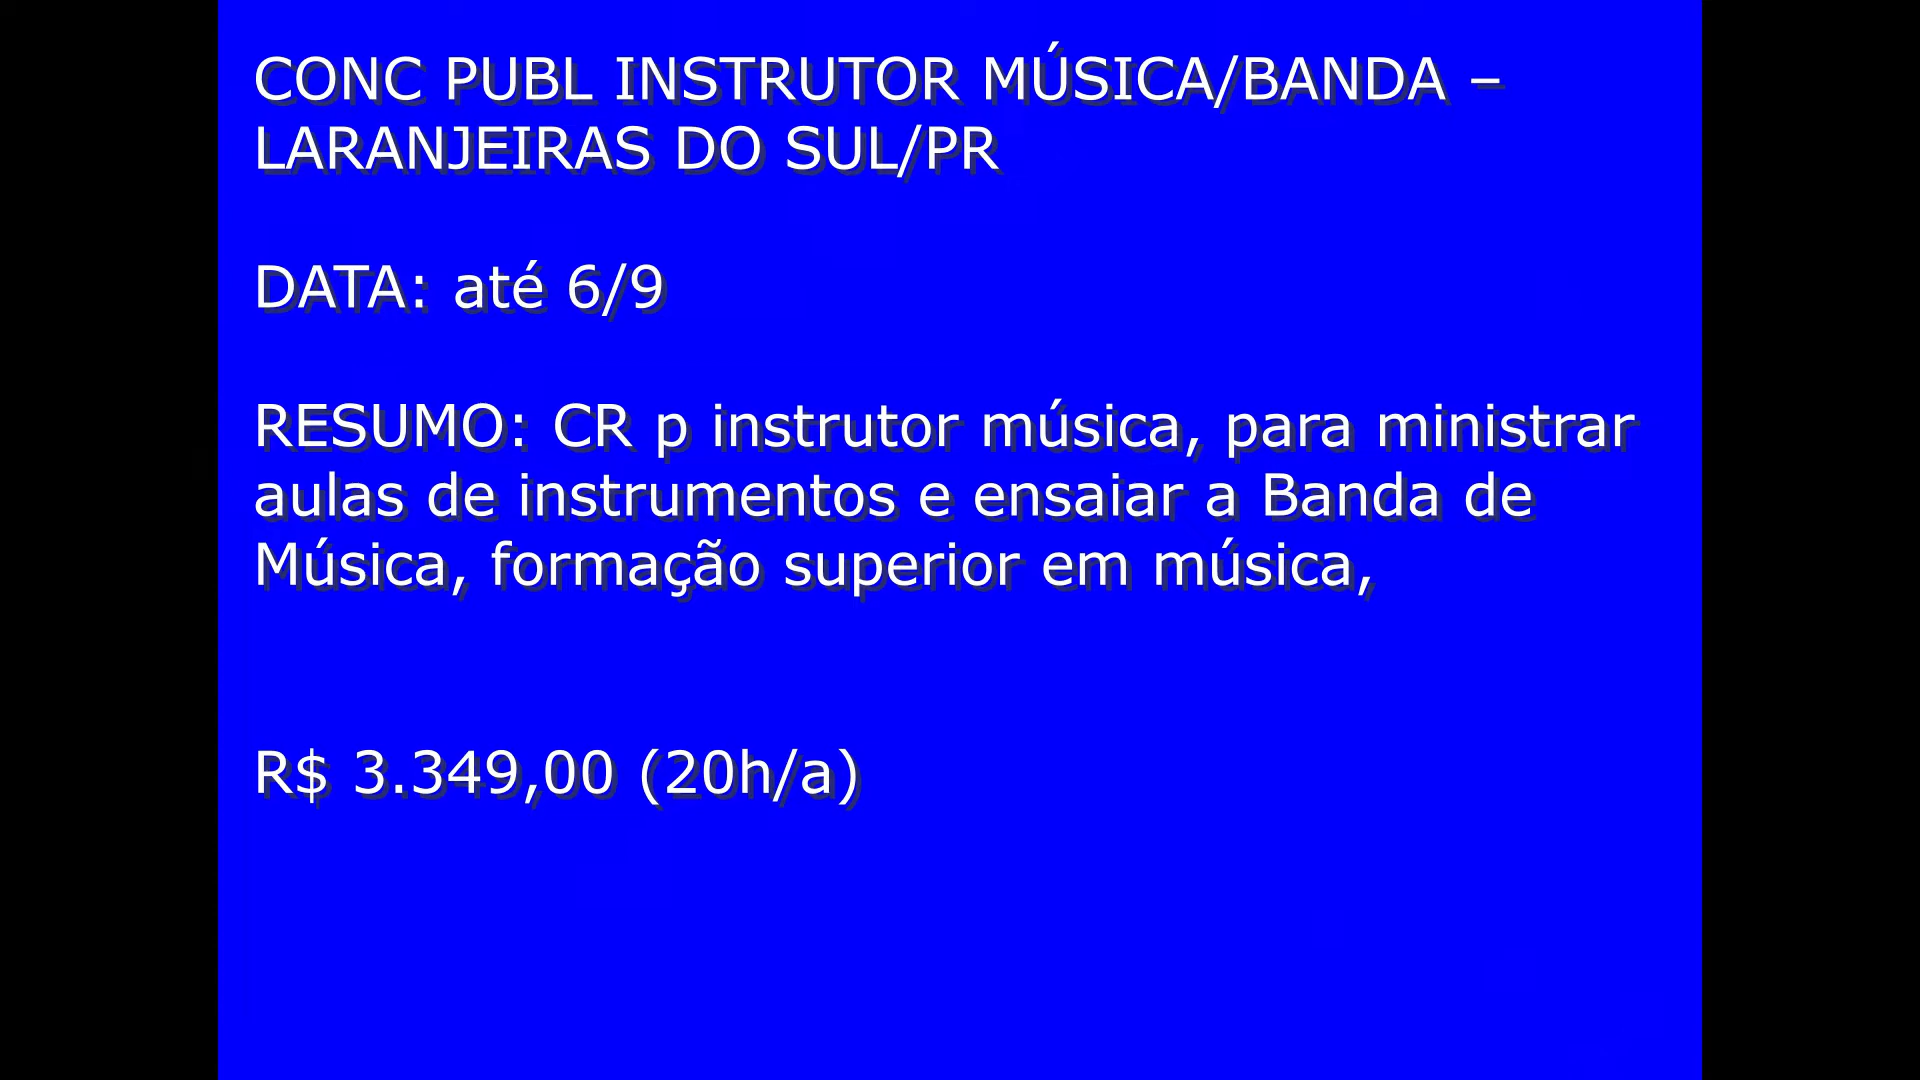 CONC PUBL INSTRUTOR MÚSICA/BANDA –
LARANJEIRAS DO SUL/PR
DATA: até 6/9
RESUMO: CR p instrutor música, para ministrar
aulas de instrumentos e ensaiar a Banda de
Música, formação superior em música,
R$ 3.349,00 (20h/a)